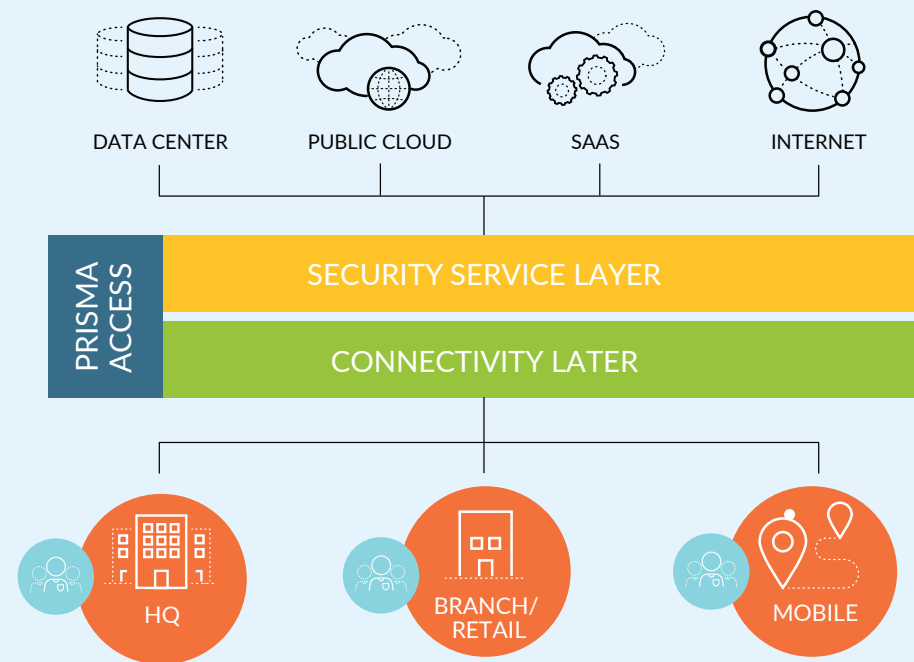 DATA CENTER
PUBLIC CLOUD
SAAS
INTERNET
PRISMA
ACCESS
SECURITY SERVICE LAYER
CONNECTIVITY LATER
HQ
BRANCH/
RETAIL
MOBILE